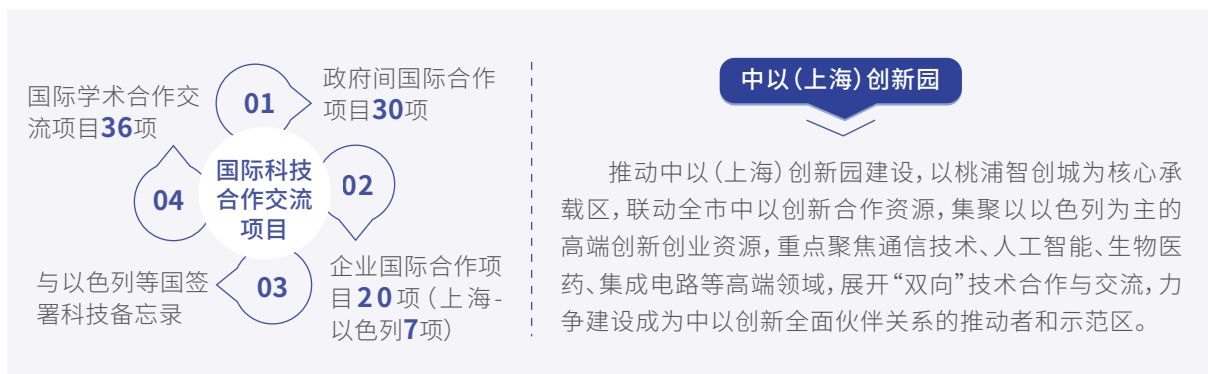 国际科技
合作交流
项目
01
政府间国际合作
项目30项
02
企业国际合作项
目20项（上海-
以色列7项）
03
与以色列等国签
署科技备忘录
04
国际学术合作交
流项目36项
中以（上海）创新园
推动中以（上海）创新园建设，以桃浦智创城为核心承
载区，联动全市中以创新合作资源，集聚以以色列为主的
高端创新创业资源，重点聚焦通信技术、人工智能、生物医
药、集成电路等高端领域，展开“双向”技术合作与交流，力
争建设成为中以创新全面伙伴关系的推动者和示范区。